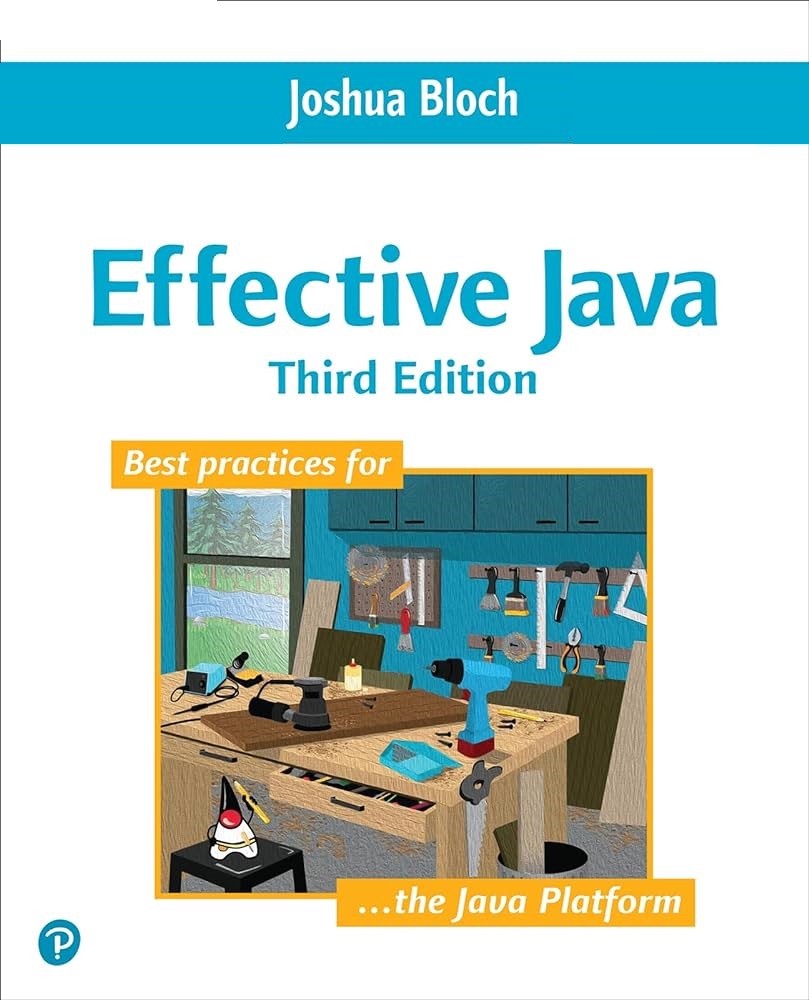 Joshua Bloch
Effective Java
Third Edition
Best practices for
...the Java Platform
P